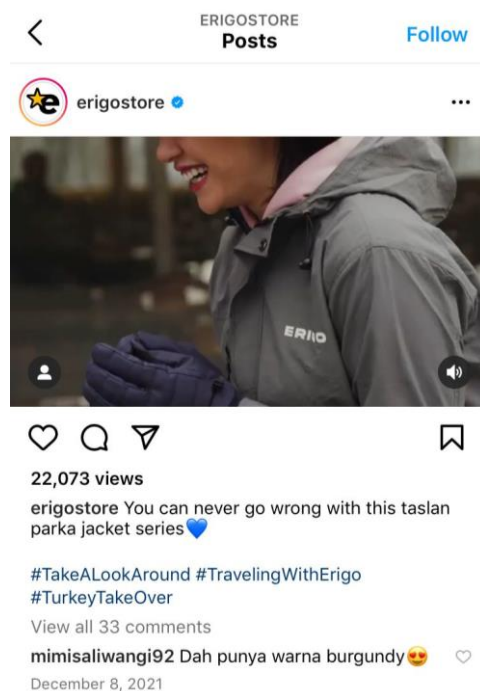 ERIGOSTORE
Posts
Follow
erigostore
ERIGO
22,073 views
erigostore You can never go wrong with this taslan
parka jacket series💙
#TakeALookAround #TravelingWithErigo
#TurkeyTakeOver
View all 33 comments
mimisaliwangi92 Dah punya warna burgundy😍
December 8, 2021